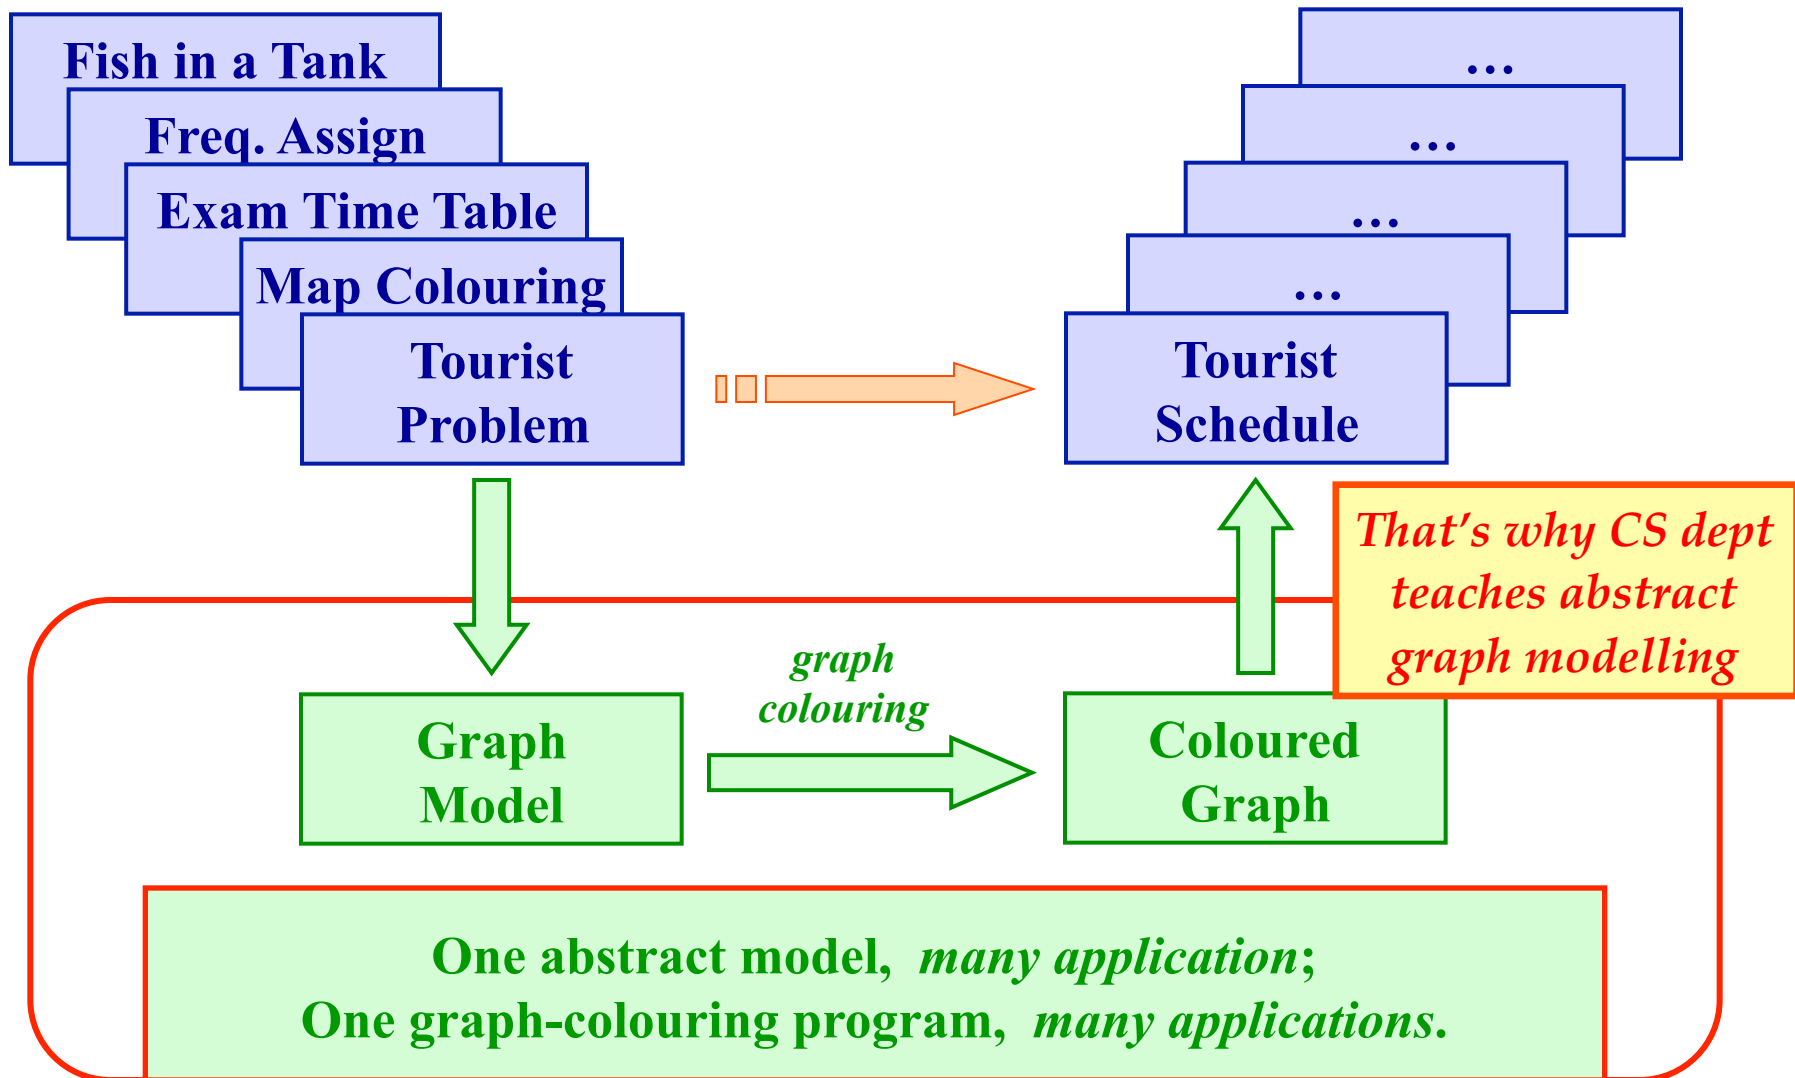 Fish in a Tank
Freq. Assign
Exam Time Table
Map Colouring
Tourist
Problem
…
…
…
…
Tourist
Schedule
That’s why CS dept
teaches abstract
graph modelling
graph
colouring
Graph
Model
Coloured
Graph
One abstract model, many application;
One graph-colouring program, many applications.